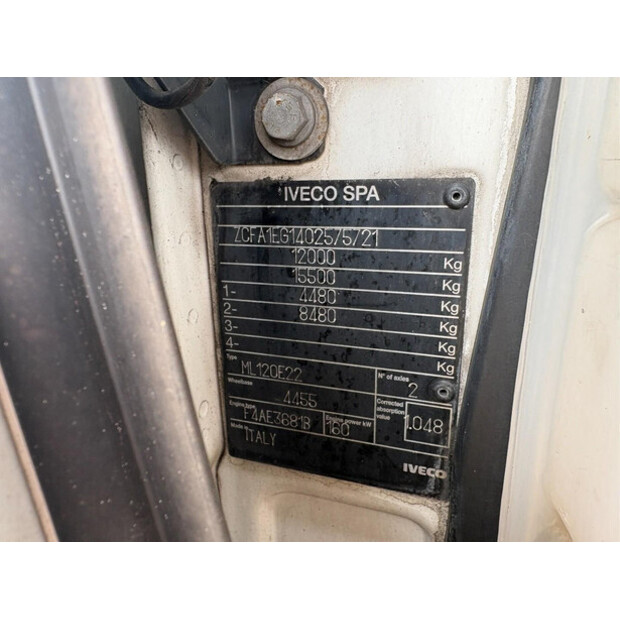 IVECO SPA
ZCFA1EG1402575721
12000 Kg
15500 Kg
1- 4480 Kg
2- 8480 Kg
3- Kg
4- Kg
Type ML120E22 N° of axles 2
Wheelbase 4455 Corrected absorption value 1.048
Engine type F4AE3681B Engine power kW 160
Made in ITALY
IVECO